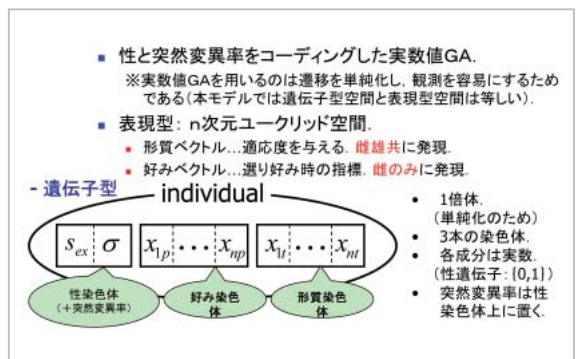 ■ 性と突然変異率をコーディングした実数値GA.
※実数値GAを用いるのは遷移を単純化し，観測を容易にするため
である(本モデルでは遺伝子型空間と表現型空間は等しい).
■ 表現型: n次元ユークリッド空間.
■ 形質ベクトル…適応度を与える. 雌雄共に発現.
■ 好みベクトル…選り好み時の指標. 雌のみに発現.
- 遺伝子型
individual
s_ex σ x_1p ⋯ x_np x_1t ⋯ x_nt
性染色体
(＋突然変異率)
好み染色
体
形質染色
体
• 1倍体.
(単純化のため)
• 3本の染色体.
• 各成分は実数.
(性遺伝子:{0,1})
• 突然変異率は性
染色体上に置く.